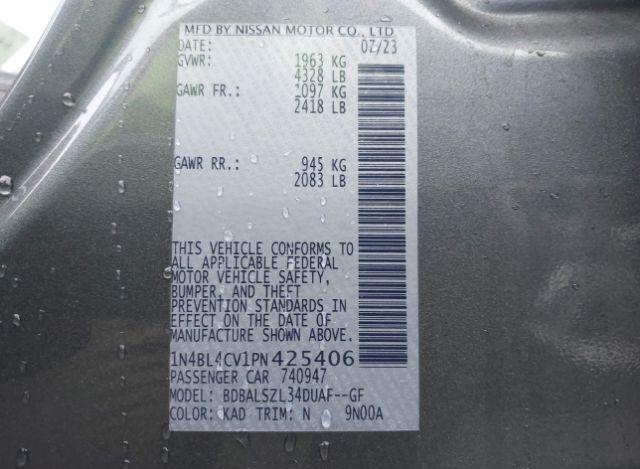 MFD BY NISSAN MOTOR CO., LTD
DATE: 07/23
GVWR: 1963 KG
4328 LB
GAWR FR.: 1097 KG
2418 LB
GAWR RR.: 945 KG
2083 LB
THIS VEHICLE CONFORMS TO
ALL APPLICABLE FEDERAL
MOTOR VEHICLE SAFETY,
BUMPER, AND THEFT
PREVENTION STANDARDS IN
EFFECT ON THE DATE OF
MANUFACTURE SHOWN ABOVE.
1N4BL4CV1PN425406
PASSENGER CAR 740947
MODEL: BDBALSZL34DUAF--GF
COLOR: KAD TRIM: N 9N00A